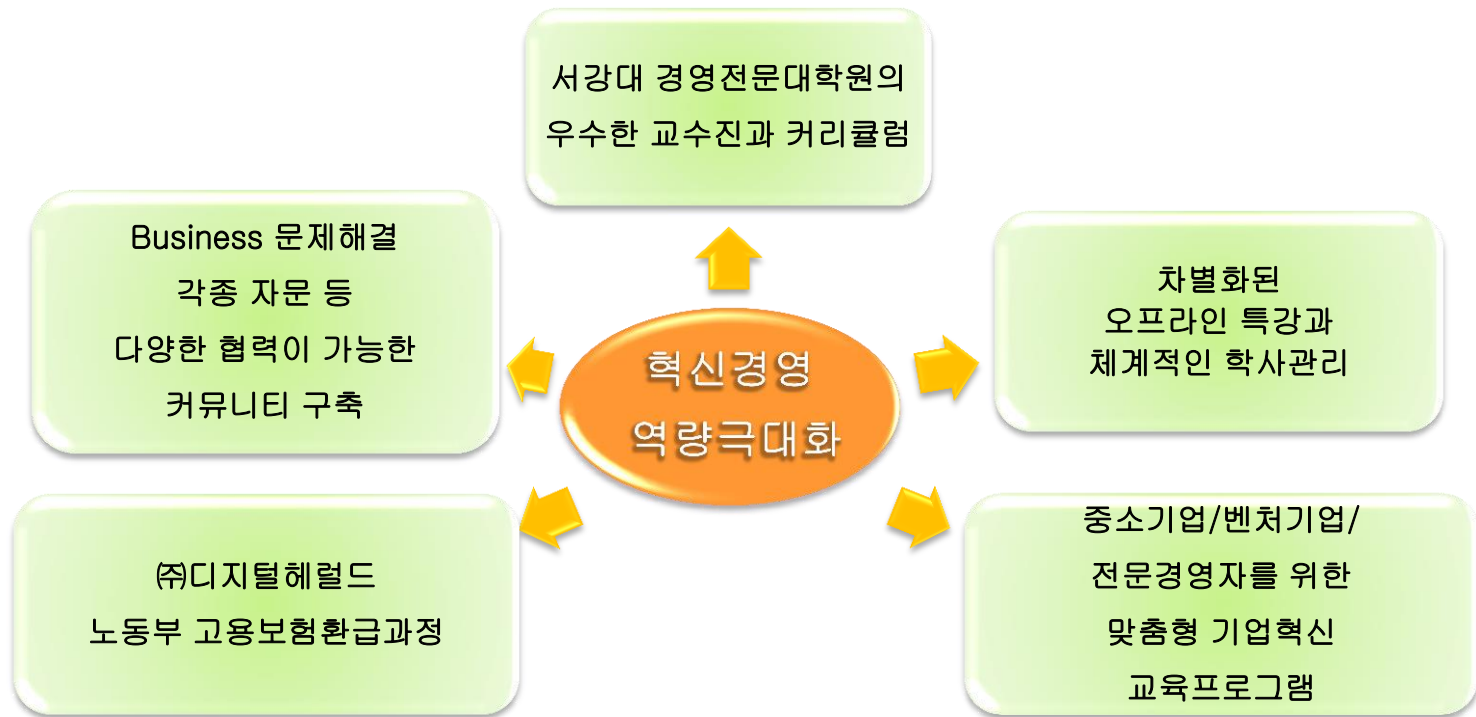 서강대 경영전문대학원의
우수한 교수진과 커리큘럼
Business 문제해결
각종 자문 등
다양한 협력이 가능한
커뮤니티 구축
차별화된
오프라인 특강과
체계적인 학사관리
혁신경영
역량극대화
㈜디지털헤럴드
노동부 고용보험환급과정
중소기업/벤처기업/
전문경영자를 위한
맞춤형 기업혁신
교육프로그램